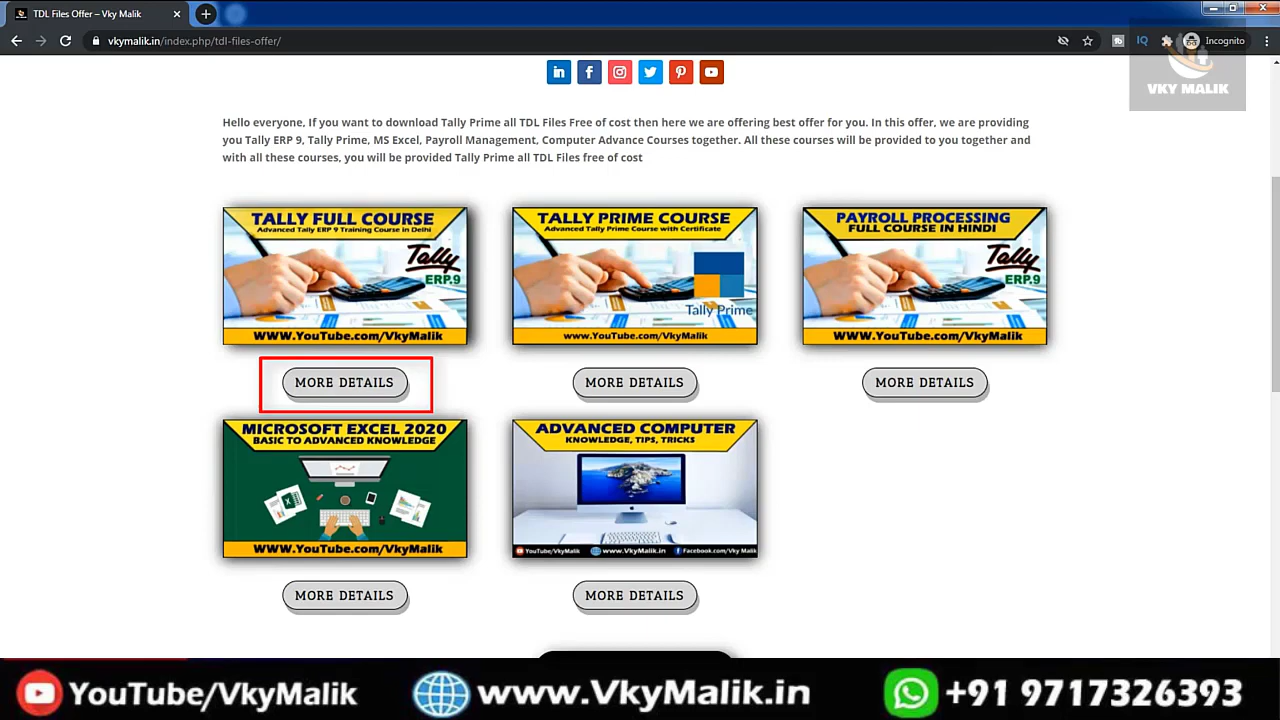 TDL Files Offer – Vky Malik
vkymalik.in/index.php/tdl-files-offer/
IQ
Incognito
VKY MALIK
Hello everyone, If you want to download Tally Prime all TDL Files Free of cost then here we are offering best offer for you. In this offer, we are providing
you Tally ERP 9, Tally Prime, MS Excel, Payroll Management, Computer Advance Courses together. All these courses will be provided to you together and
with all these courses, you will be provided Tally Prime all TDL Files free of cost
TALLY FULL COURSE
Advanced Tally ERP 9 Training Course in Delhi
Tally
ERP.9
WWW.YouTube.com/VkyMalik
TALLY PRIME COURSE
Advanced Tally Prime Course with Certificate
Tally Prime
www.YouTube.com/VkyMalik
PAYROLL PROCESSING
FULL COURSE IN HINDI
Tally
ERP.9
WWW.YouTube.com/VkyMalik
MORE DETAILS
MORE DETAILS
MORE DETAILS
MICROSOFT EXCEL 2020
BASIC TO ADVANCED KNOWLEDGE
WWW.YouTube.com/VkyMalik
ADVANCED COMPUTER
KNOWLEDGE, TIPS, TRICKS
YouTube/VkyMalik
www.VkyMalik.in
Facebook.com/Vky Malik
MORE DETAILS
MORE DETAILS
YouTube/VkyMalik
www.VkyMalik.in
+91 9717326393